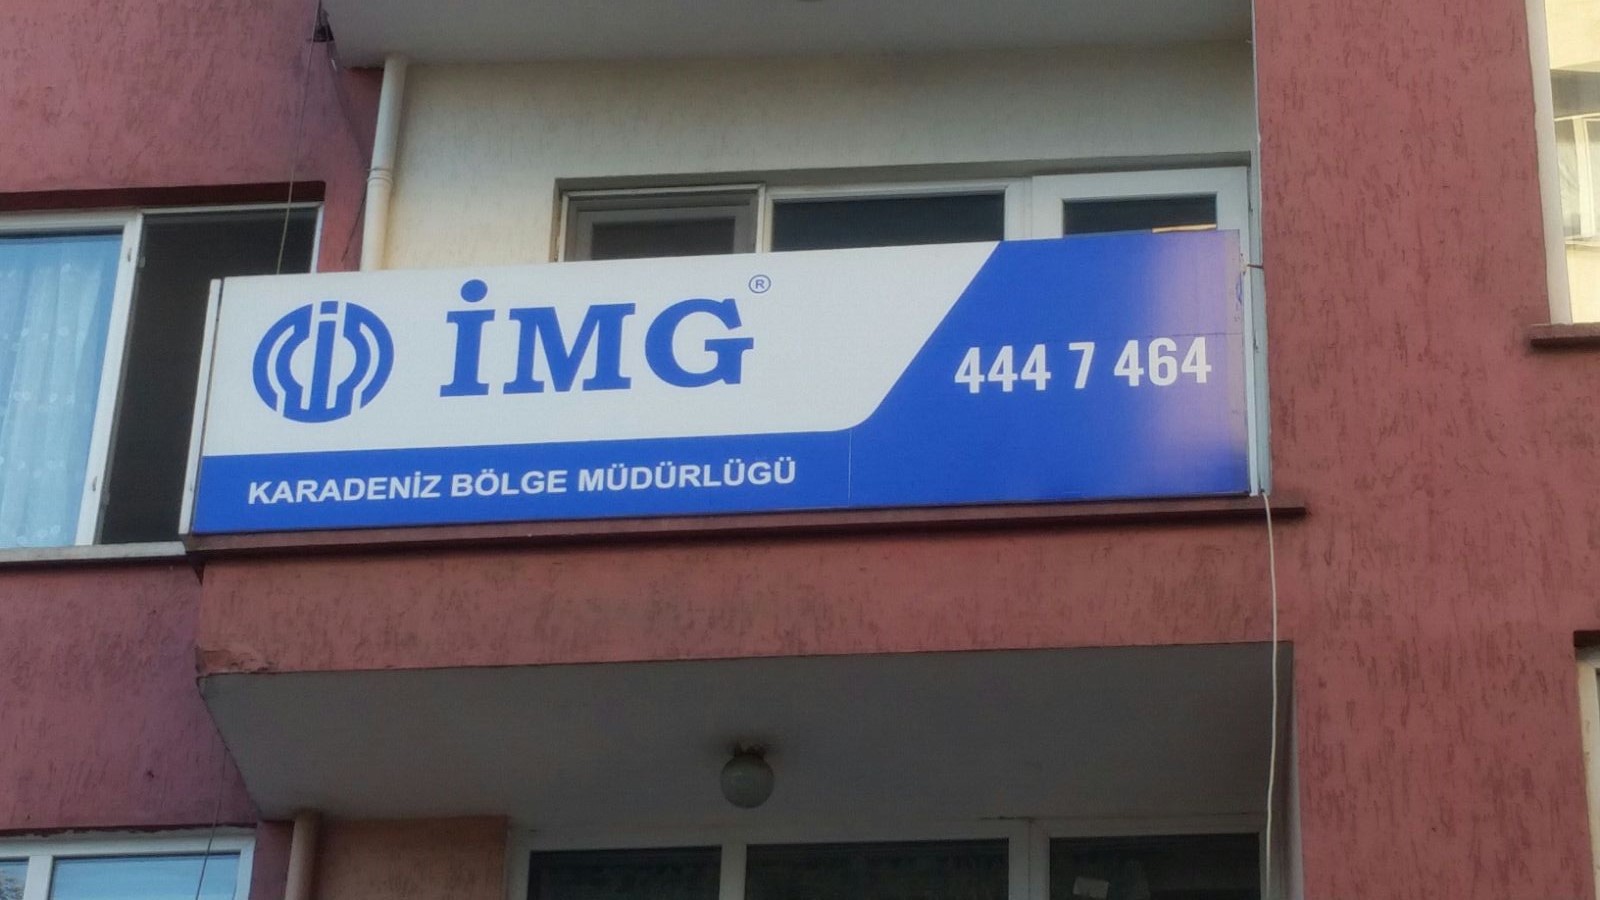 İMG®
444 7 464
KARADENİZ BÖLGE MÜDÜRLÜGÜ